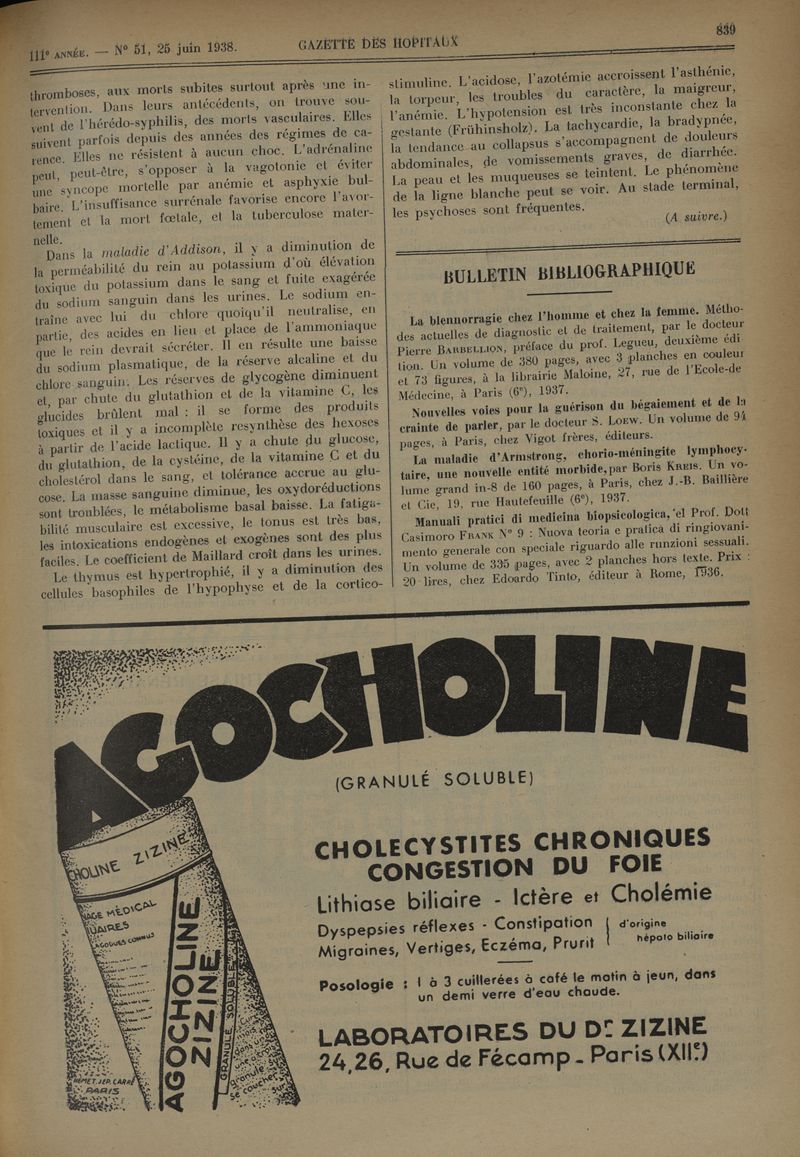 111e ANNÉE. — N° 51, 25 juin 1938.
GAZETTE DES HOPITAUX
839
thromboses, aux morts subites surtout après une in-
tervention. Dans leurs antécédents, on trouve sou-
vent de l'hérédo-syphilis, des morts vasculaires. Elles
suivent parfois depuis des années des régimes de ca-
rence. Elles ne résistent à aucun choc. L'adrénaline
peut, peut-être, s'opposer à la vagotonie et éviter
une syncope mortelle par anémie et asphyxie bul-
baire. L'insuffisance surrénale favorise encore l'avor-
tement et la mort fœtale, et la tuberculose mater-
nelle.
Dans la maladie d'Addison, il y a diminution de
la perméabilité du rein au potassium d'où élévation
toxique du potassium dans le sang et fuite exagérée
du sodium sanguin dans les urines. Le sodium en-
traîne avec lui du chlore quoiqu'il neutralise, en
partie, des acides en lieu et place de l'ammoniaque
que le rein devrait sécréter. Il en résulte une baisse
du sodium plasmatique, de la réserve alcaline et du
chlore sanguin. Les réserves de glycogène diminuent
et, par chute du glutathion et de la vitamine C, les
glucides brûlent mal : il se forme des produits
toxiques et il y a incomplète resynthèse des hexoses
à partir de l'acide lactique. Il y a chute du glucose,
du glutathion, de la cystéine, de la vitamine C et du
cholestérol dans le sang, et tolérance accrue au glu-
cose. La masse sanguine diminue, les oxydoréductions
sont troublées, le métabolisme basal baisse. La fatiga-
bilité musculaire est excessive, le tonus est très bas,
les intoxications endogènes et exogènes sont des plus
faciles. Le coefficient de Maillard croît dans les urines.
Le thymus est hypertrophié, il y a diminution des
cellules basophiles de l'hypophyse et de la cortico-
stimuline. L'acidose, l'azotémie accroissent l'asthénie,
la torpeur, les troubles du caractère, la maigreur,
l'anémie. L'hypotension est très inconstante chez la
gestante (Frühinsholz). La tachycardie, la bradypnée,
la tendance au collapsus s'accompagnent de douleurs
abdominales, de vomissements graves, de diarrhée.
La peau et les muqueuses se teintent. Le phénomène
de la ligne blanche peut se voir. Au stade terminal,
les psychoses sont fréquentes.
(A suivre.)
BULLETIN BIBLIOGRAPHIQUE
La blennorragie chez l'homme et chez la femme. Métho-
des actuelles de diagnostic et de traitement, par le docteur
Pierre BARBELLION, préface du prof. Legueu, deuxième édi
tion. Un volume de 380 pages, avec 3 planches en couleur
et 73 figures, à la librairie Maloine, 27, rue de l'Ecole-de
Médecine, à Paris (6e), 1937.
Nouvelles voies pour la guérison du bégaiement et de la
crainte de parler, par le docteur S. LOEW. Un volume de 94
pages, à Paris, chez Vigot frères, éditeurs.
La maladie d'Armstrong, chorio-méningite lymphocy-
taire, une nouvelle entité morbide, par Boris KREIS. Un vo-
lume grand in-8 de 160 pages, à Paris, chez J.-B. Baillière
et Cie, 19, rue Hautefeuille (6e), 1937.
Manuali pratici di medicina biopsicologica, el Prof. Dott
Casimoro FRANK N° 9 : Nuova teoria e pratica di ringiovani-
mento generale con speciale riguardo alle runzioni sessuali.
Un volume de 335 pages, avec 2 planches hors texte. Prix :
20 lires, chez Edoardo Tinto, éditeur à Rome, 1936.
AGOCHOLINE
(GRANULÉ SOLUBLE)
CHOLINE ZIZINE
AGE MÉDICAL
AGOCHOLINE
ZIZINE
GRANULÉ SOLUBLE
PARIS
CHOLECYSTITES CHRONIQUES
CONGESTION DU FOIE
Lithiase biliaire - Ictère et Cholémie
Dyspepsies réflexes - Constipation
Migraines, Vertiges, Eczéma, Prurit
d'origine
hépato biliaire
Posologie : 1 à 3 cuillerées à café le matin à jeun, dans
un demi verre d'eau chaude.
LABORATOIRES DU Dr ZIZINE
24,26, Rue de Fécamp - Paris (XIIe)